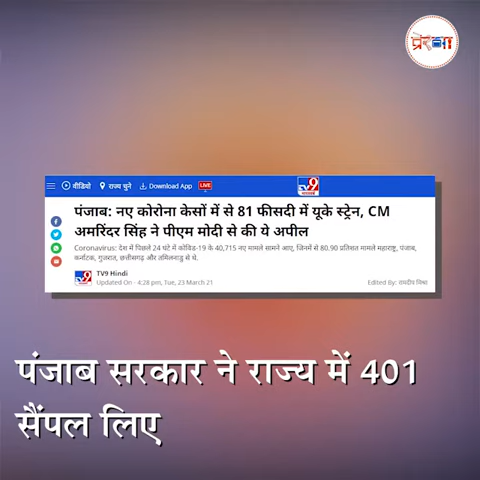 प्रेरणा
वीडियो राज्य चुनें Download App LIVE TV9
पंजाब: नए कोरोना केसों में से 81 फीसदी में यूके स्ट्रेन, CM
अमरिंदर सिंह ने पीएम मोदी से की ये अपील
Coronavirus: देश में पिछले 24 घंटे में कोविड-19 के 40,715 नए मामले सामने आए, जिनमें से 80.90 प्रतिशत मामले महाराष्ट्र, पंजाब,
कर्नाटक, गुजरात, छत्तीसगढ़ और तमिलनाडु से थे.
TV9 Hindi
Updated On - 4:28 pm, Tue, 23 March 21 Edited By: रामदीप मिश्रा
पंजाब सरकार ने राज्य में 401
सैंपल लिए